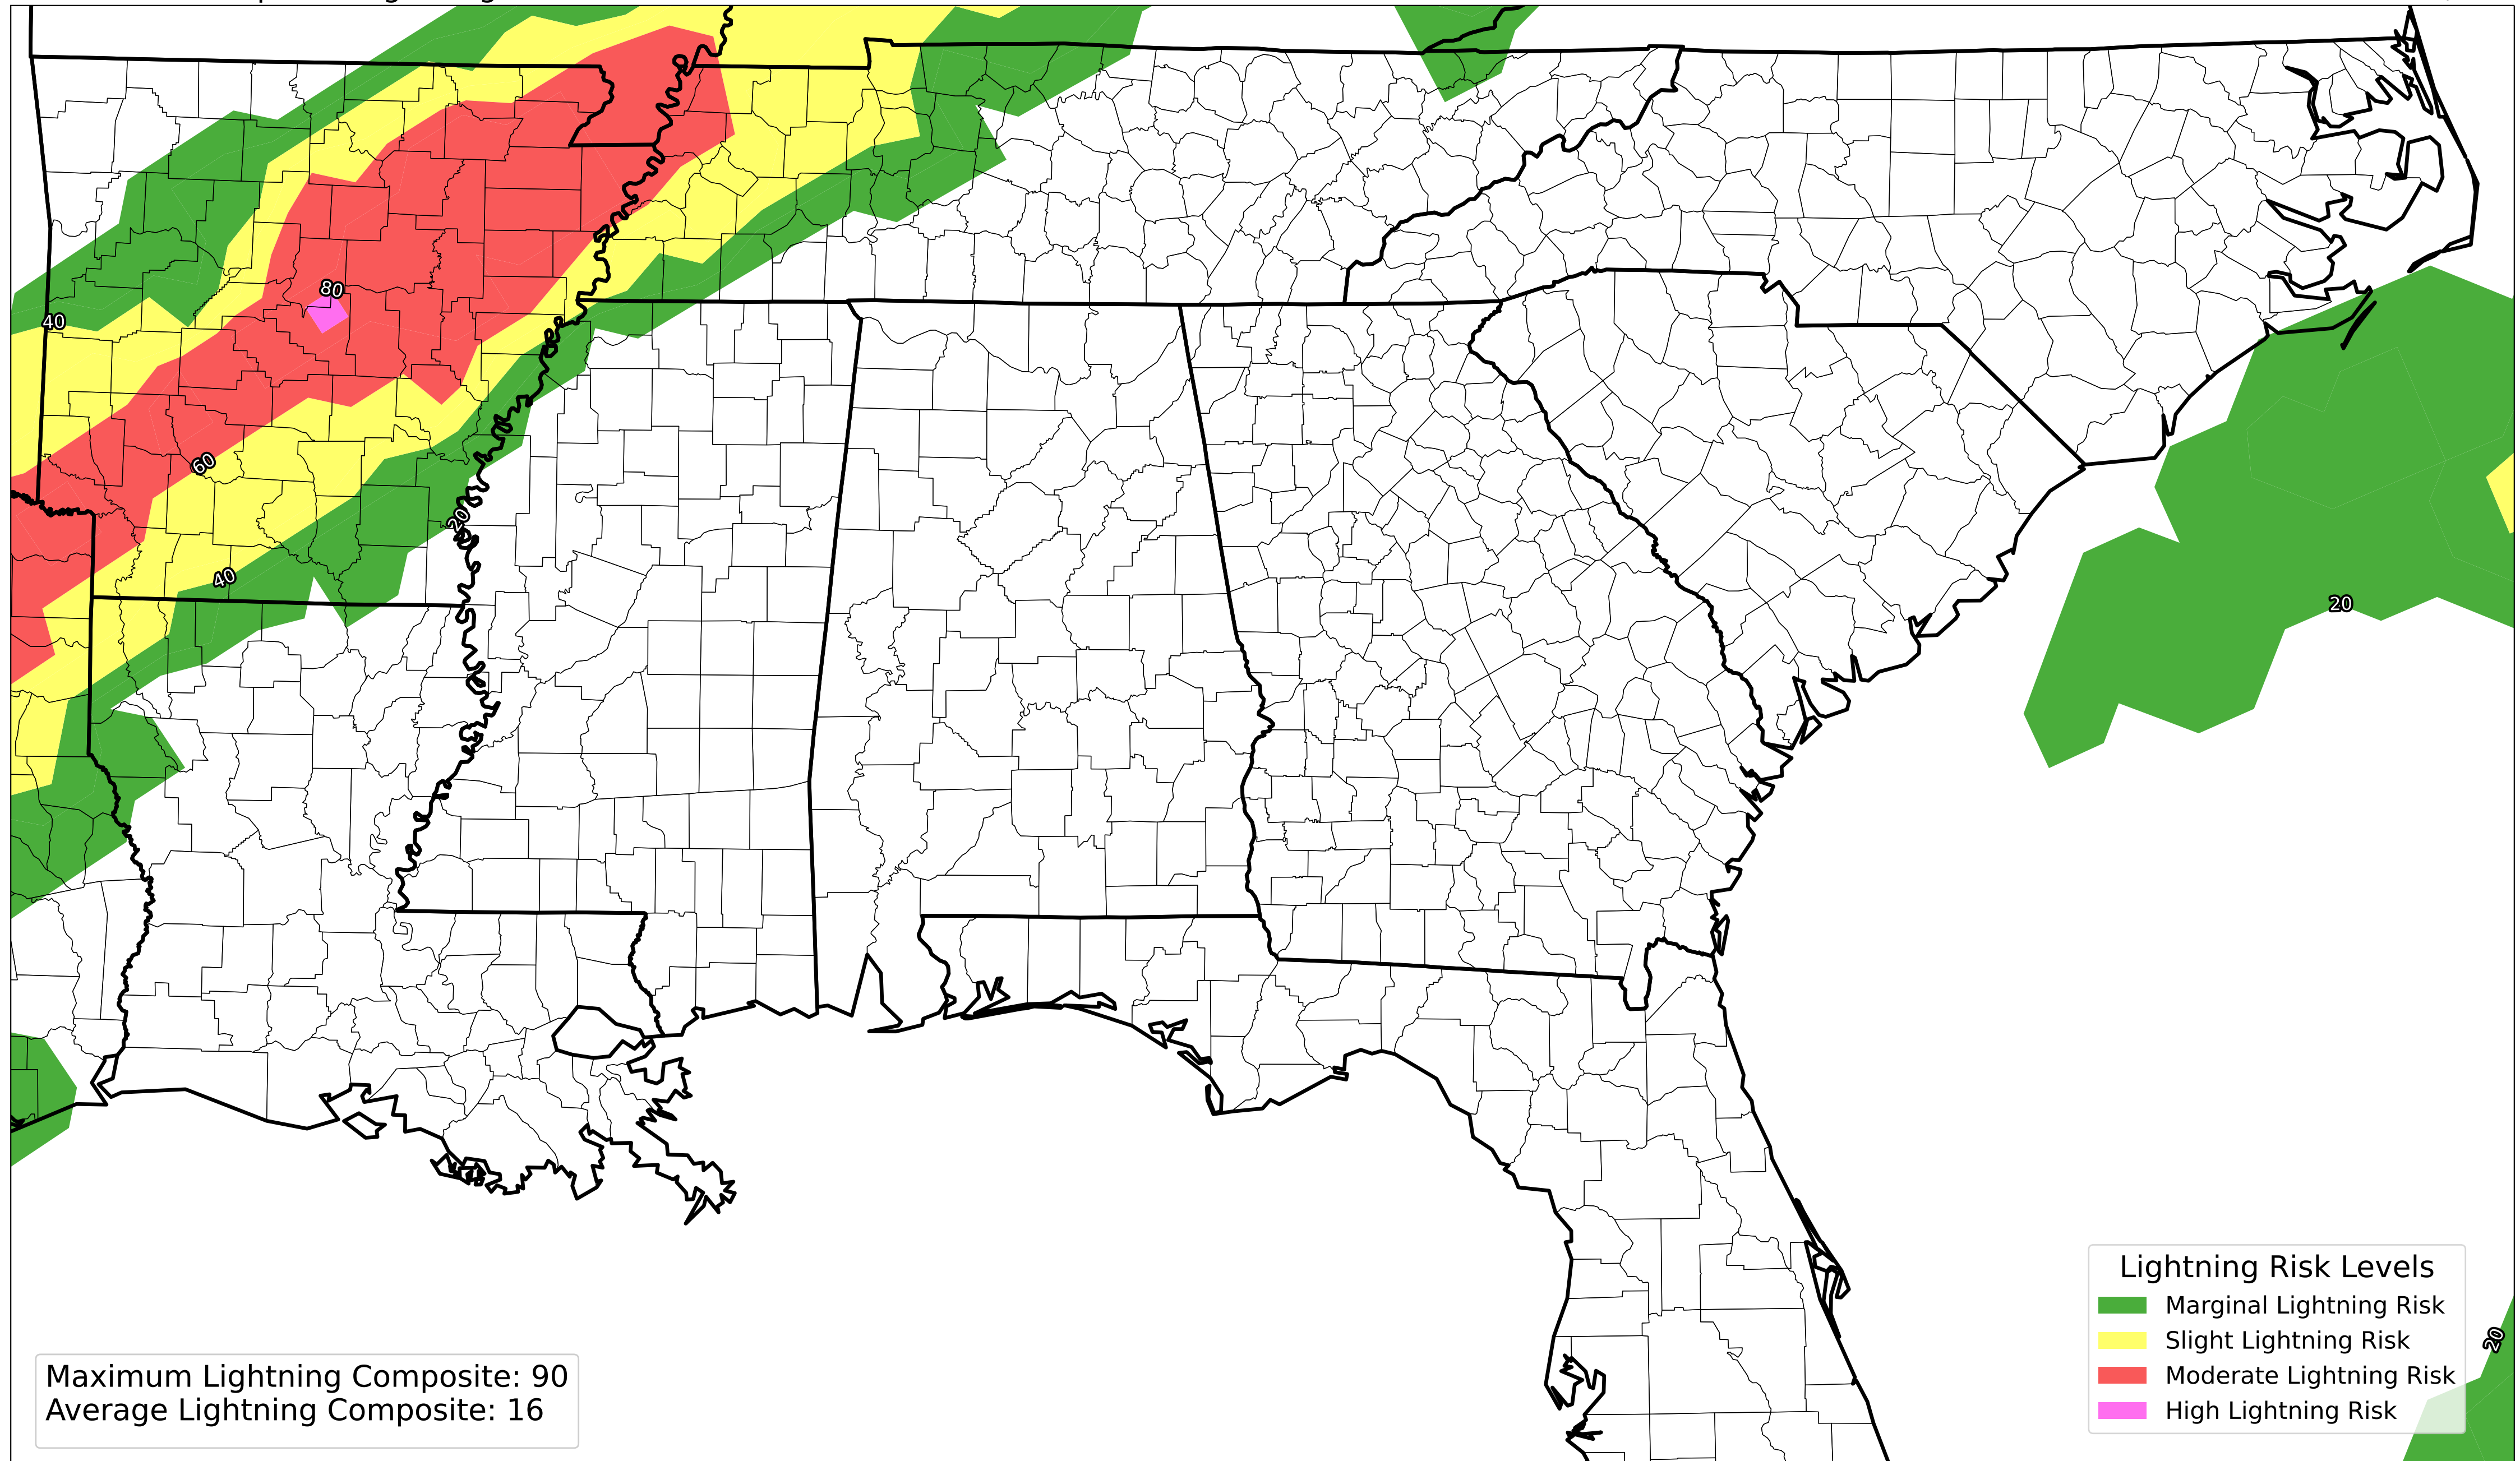 80
40
60
20
40
20
20
Lightning Risk Levels
Marginal Lightning Risk
Slight Lightning Risk
Moderate Lightning Risk
High Lightning Risk
Maximum Lightning Composite: 90
Average Lightning Composite: 16